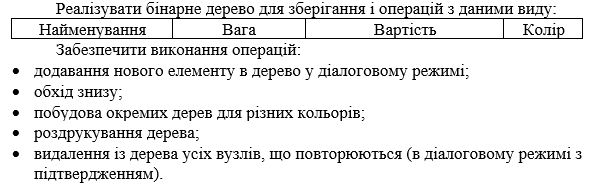 Реалізувати бінарне дерево для зберігання і операцій з даними виду:
Найменування Вага Вартість Колір
Забезпечити виконання операцій:
• додавання нового елементу в дерево у діалоговому режимі;
• обхід знизу;
• побудова окремих дерев для різних кольорів;
• роздрукування дерева;
• видалення із дерева усіх вузлів, що повторюються (в діалоговому режимі з
підтвердженням).